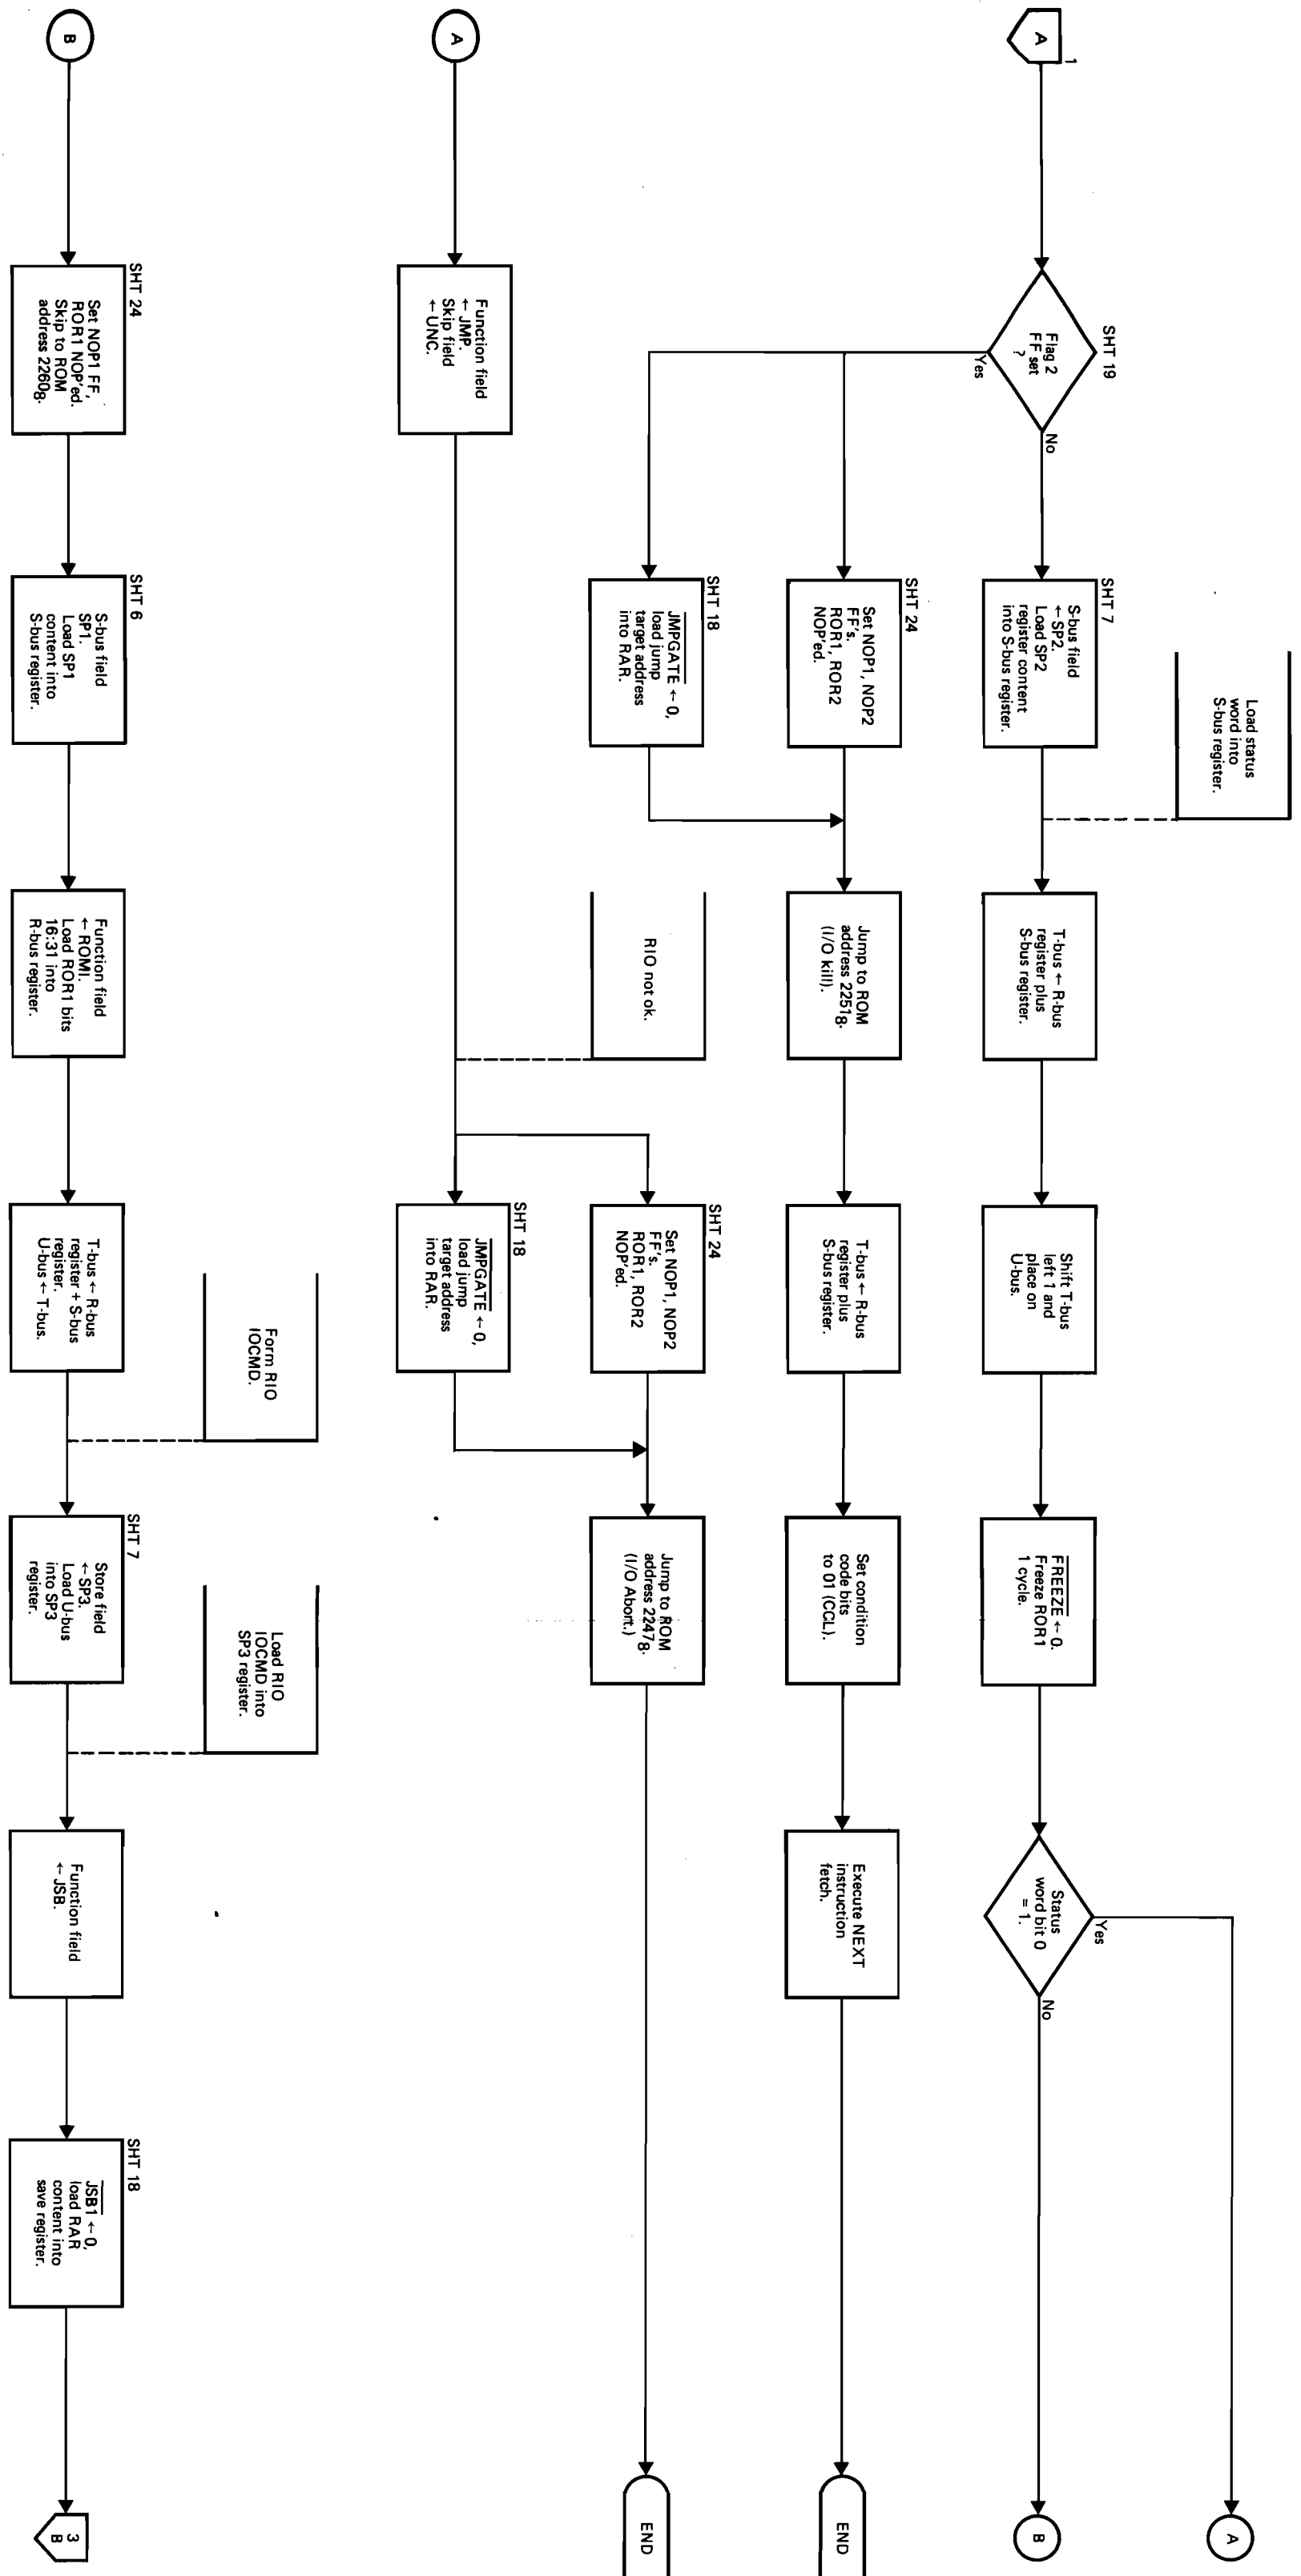 A
1
SHT 19
Flag 2
FF set
?
Yes
No
SHT 7
S-bus field
← SP2.
Load SP2
register content
into S-bus register.
Load status
word into
S-bus register.
T-bus ← R-bus
register plus
S-bus register.
Shift T-bus
left 1 and
place on
U-bus.
FREEZE ← 0.
Freeze ROR1
1 cycle.
Status
word bit 0
= 1.
Yes
No
A
B
SHT 24
Set NOP1, NOP2
FF's.
ROR1, ROR2
NOP'ed.
Jump to ROM
address 2251₈.
(I/O kill).
T-bus ← R-bus
register plus
S-bus register.
Set condition
code bits
to 01 (CCL).
Execute NEXT
instruction
fetch.
END
SHT 18
JMPGATE ← 0,
load jump
target address
into RAR.
RIO not ok.
SHT 24
Set NOP1, NOP2
FF's.
ROR1, ROR2
NOP'ed.
Jump to ROM
address 2247₈.
(I/O Abort.)
END
A
Function field
← JMP.
Skip field
← UNC.
SHT 18
JMPGATE ← 0,
load jump
target address
into RAR.
Form RIO
IOCMD.
Load RIO
IOCMD into
SP3 register.
B
SHT 24
Set NOP1 FF,
ROR1 NOP'ed.
Skip to ROM
address 2260₈.
SHT 6
S-bus field
SP1.
Load SP1
content into
S-bus register.
Function field
← ROMI.
Load ROR1 bits
16:31 into
R-bus register.
T-bus ← R-bus
register + S-bus
register.
U-bus ← T-bus.
SHT 7
Store field
← SP3.
Load U-bus
into SP3
register.
Function field
← JSB.
SHT 18
JSB1 ← 0,
load RAR
content into
save register.
3
B